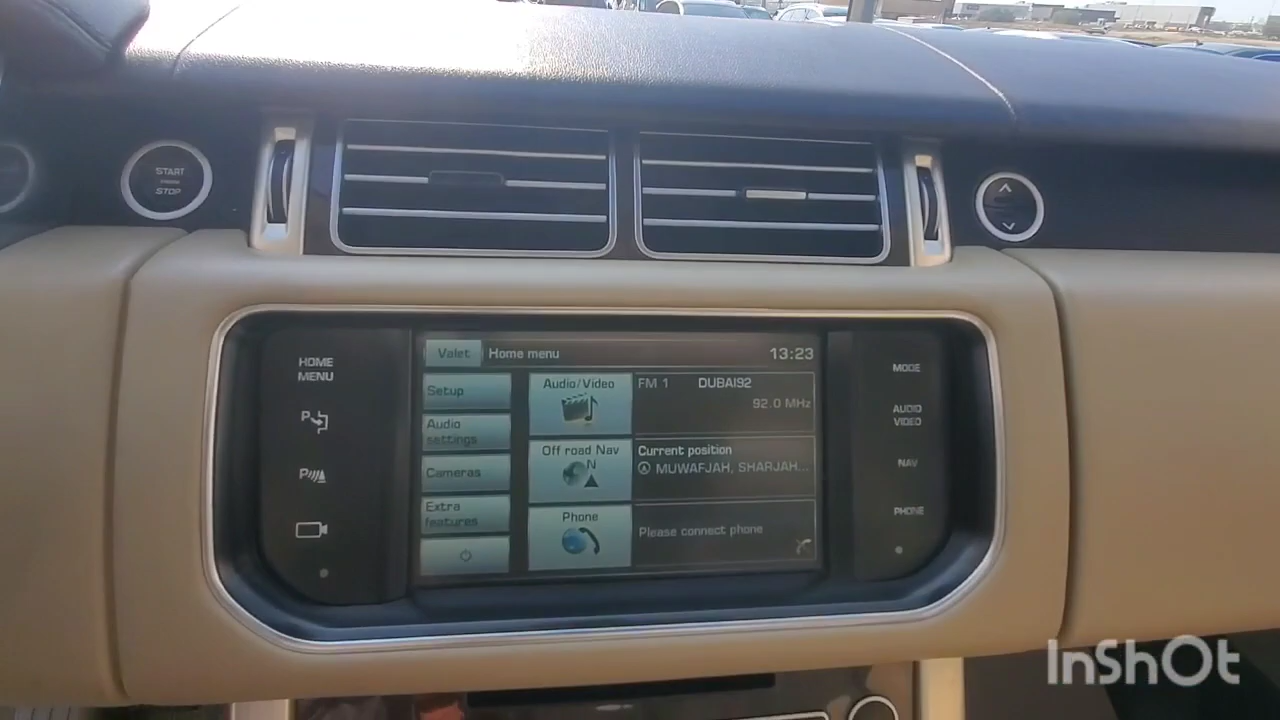 START
STOP
HOME
MENU
P
P
Valet
Home menu
13:23
Setup
Audio
settings
Cameras
Extra
features
Audio/Video
FM 1
DUBAI92
92.0 MHz
Off road Nav
N
Current position
MUWAFJAH, SHARJAH...
Phone
Please connect phone
MODE
AUDIO
VIDEO
NAV
PHONE
InShOt